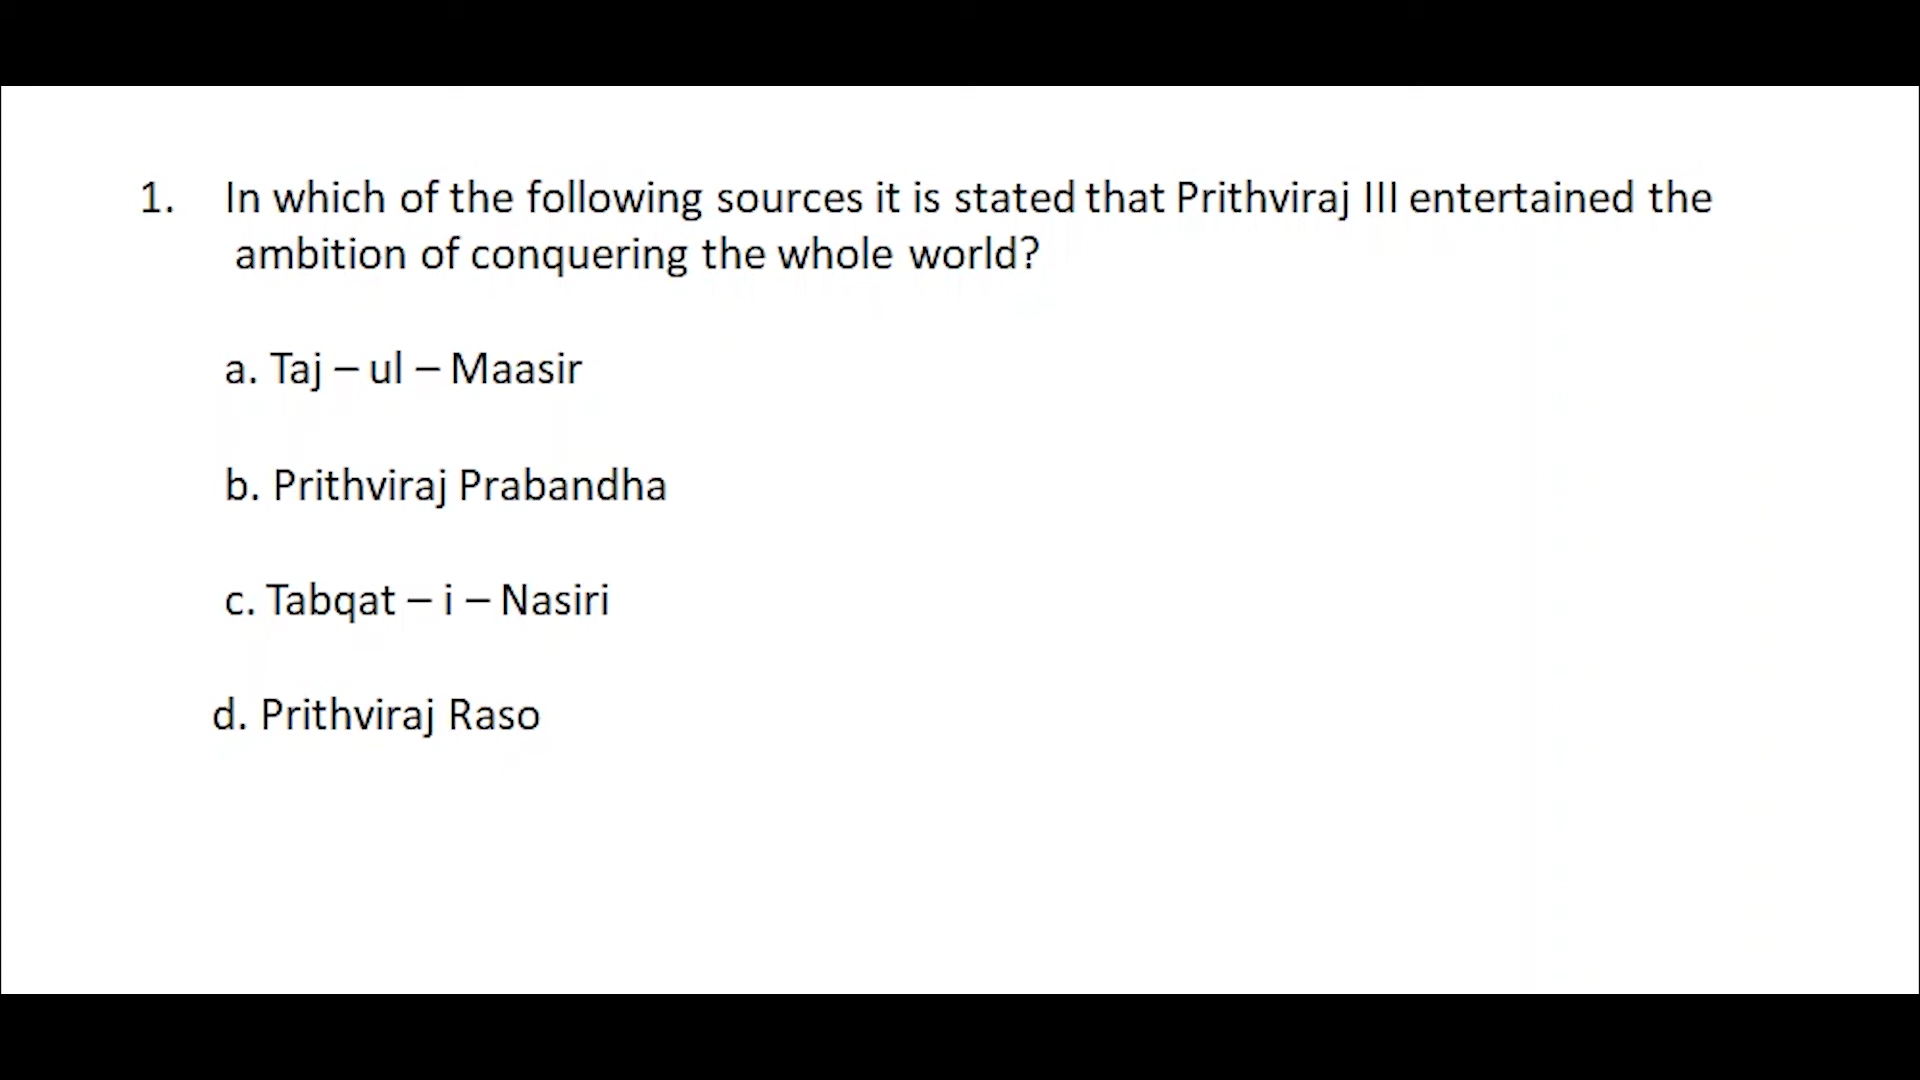 1. In which of the following sources it is stated that Prithviraj III entertained the
ambition of conquering the whole world?
a. Taj – ul – Maasir
b. Prithviraj Prabandha
c. Tabqat – i – Nasiri
d. Prithviraj Raso